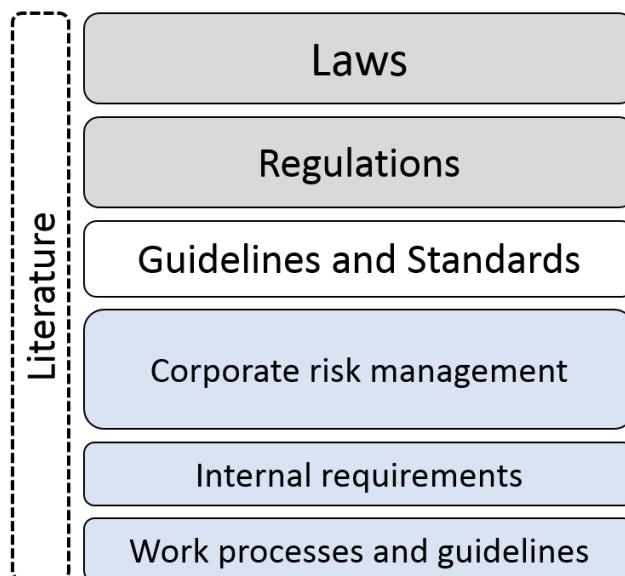 Literature
Laws
Regulations
Guidelines and Standards
Corporate risk management
Internal requirements
Work processes and guidelines